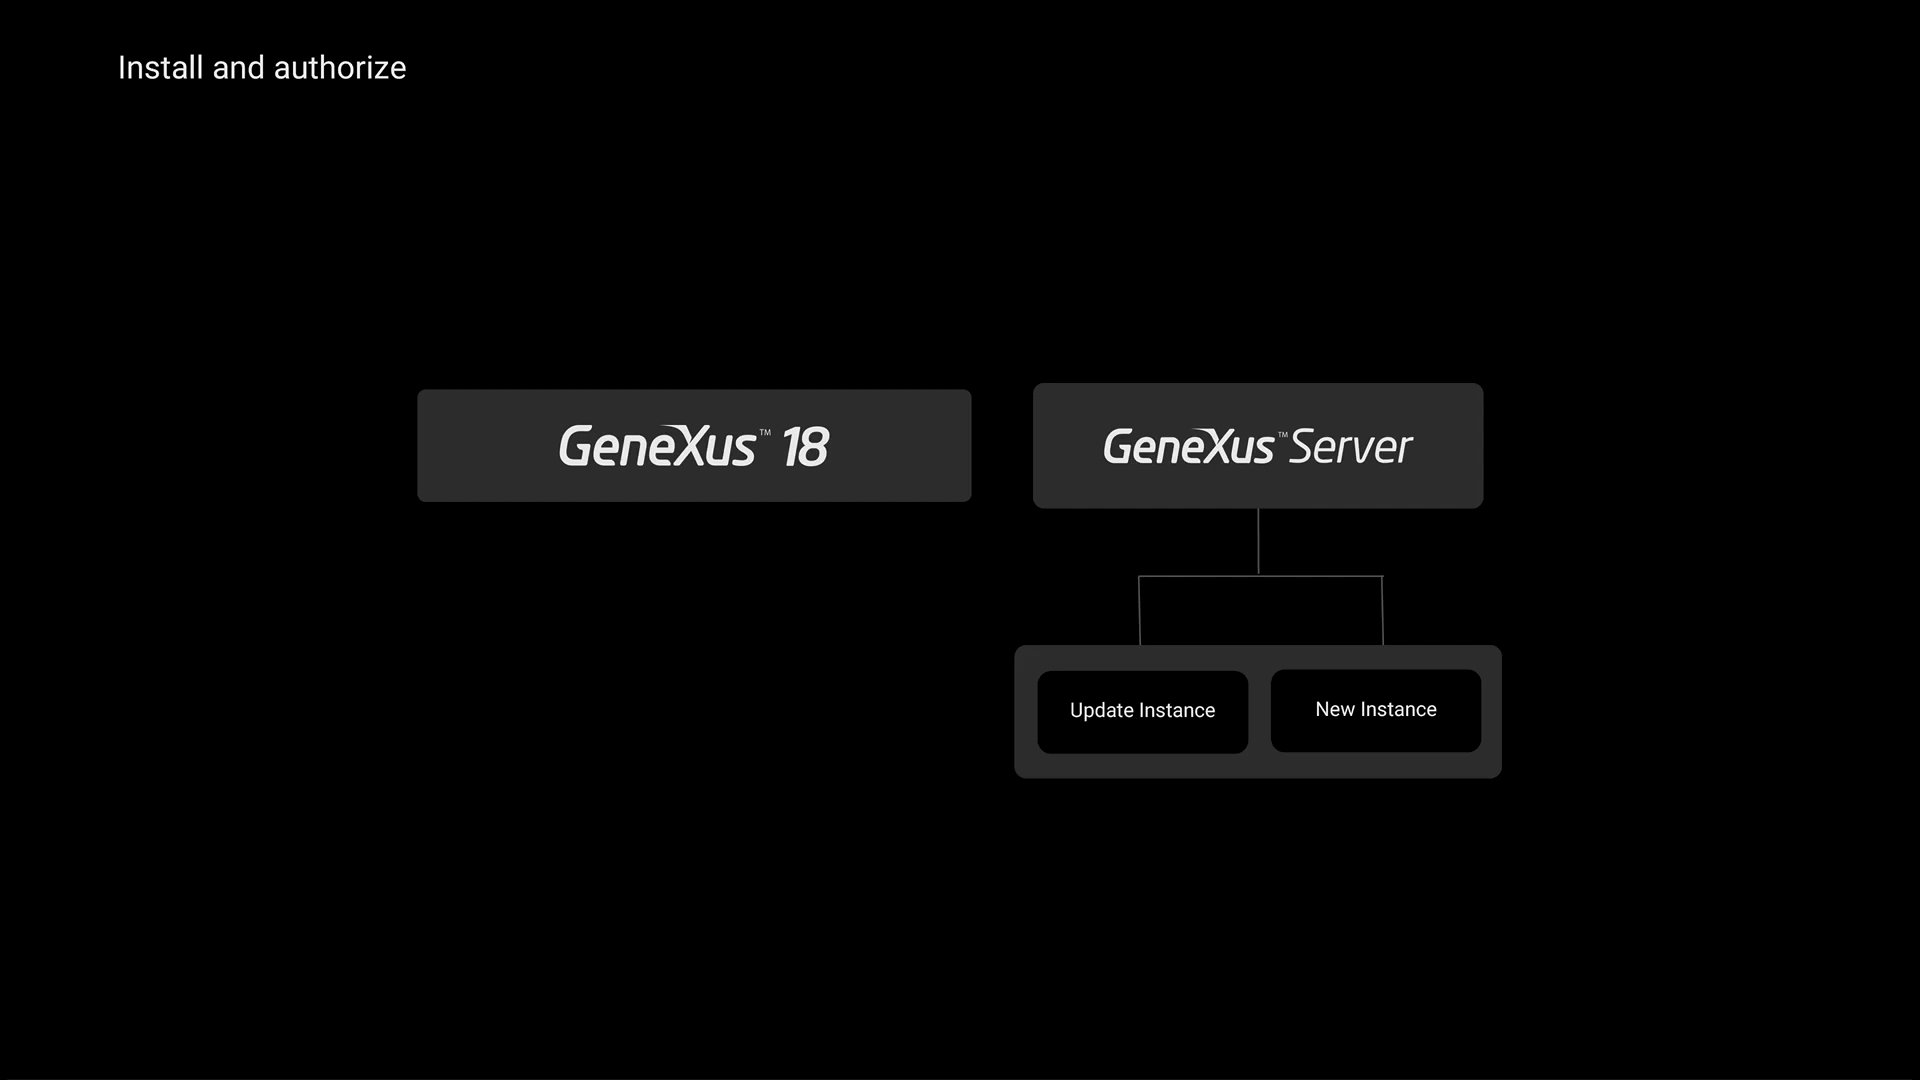 Install and authorize
GeneXus™ 18
GeneXus™ Server
Update Instance
New Instance